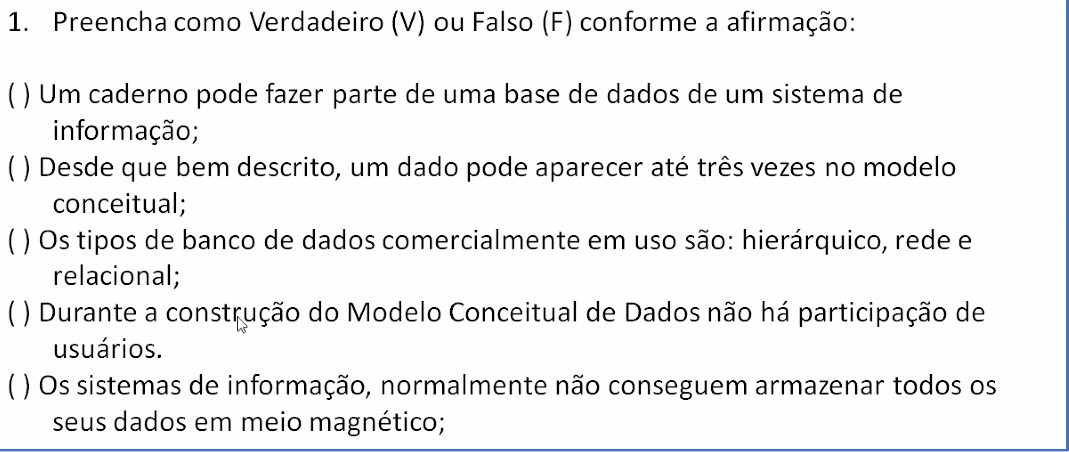 1. Preencha como Verdadeiro (V) ou Falso (F) conforme a afirmação:
( ) Um caderno pode fazer parte de uma base de dados de um sistema de
informação;
( ) Desde que bem descrito, um dado pode aparecer até três vezes no modelo
conceitual;
( ) Os tipos de banco de dados comercialmente em uso são: hierárquico, rede e
relacional;
( ) Durante a construção do Modelo Conceitual de Dados não há participação de
usuários.
( ) Os sistemas de informação, normalmente não conseguem armazenar todos os
seus dados em meio magnético;